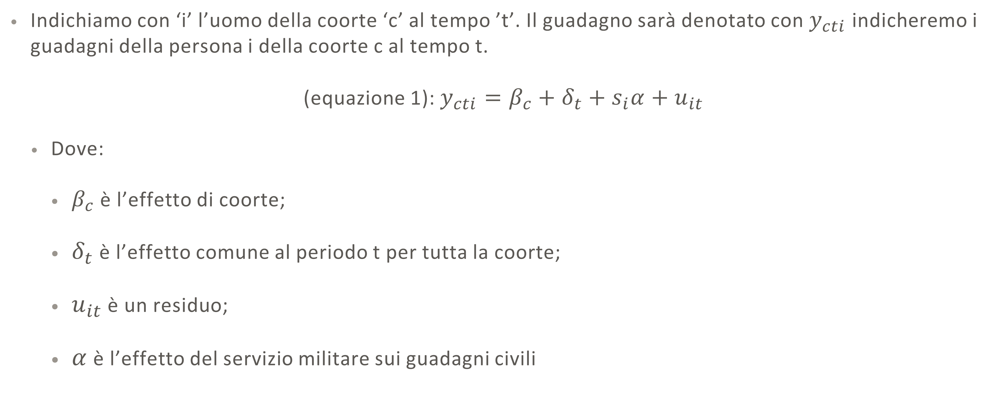 • Indichiamo con ‘i’ l’uomo della coorte ‘c’ al tempo ’t’. Il guadagno sarà denotato con $y_{cti}$ indicheremo i
guadagni della persona i della coorte c al tempo t.
(equazione 1): $y_{cti} = \beta_c + \delta_t + s_i\alpha + u_{it}$
• Dove:
• $\beta_c$ è l’effetto di coorte;
• $\delta_t$ è l’effetto comune al periodo t per tutta la coorte;
• $u_{it}$ è un residuo;
• $\alpha$ è l’effetto del servizio militare sui guadagni civili